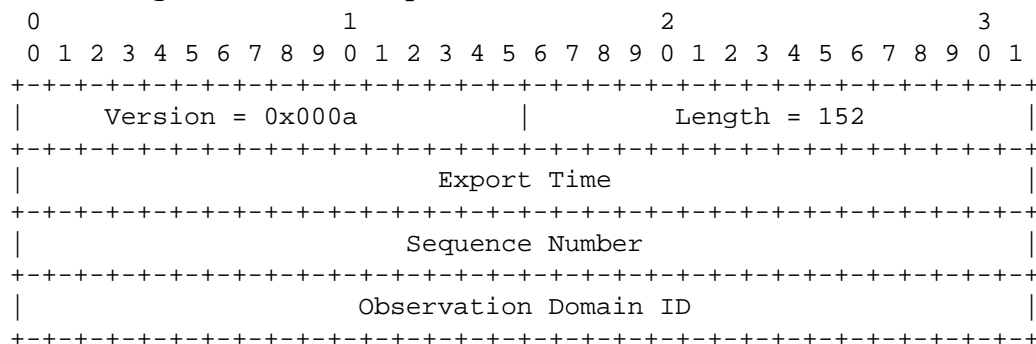 0                   1                   2                   3
 0 1 2 3 4 5 6 7 8 9 0 1 2 3 4 5 6 7 8 9 0 1 2 3 4 5 6 7 8 9 0 1
+-+-+-+-+-+-+-+-+-+-+-+-+-+-+-+-+-+-+-+-+-+-+-+-+-+-+-+-+-+-+-+-+
|     Version = 0x000a          |         Length = 152          |
+-+-+-+-+-+-+-+-+-+-+-+-+-+-+-+-+-+-+-+-+-+-+-+-+-+-+-+-+-+-+-+-+
|                          Export Time                          |
+-+-+-+-+-+-+-+-+-+-+-+-+-+-+-+-+-+-+-+-+-+-+-+-+-+-+-+-+-+-+-+-+
|                        Sequence Number                        |
+-+-+-+-+-+-+-+-+-+-+-+-+-+-+-+-+-+-+-+-+-+-+-+-+-+-+-+-+-+-+-+-+
|                     Observation Domain ID                     |
+-+-+-+-+-+-+-+-+-+-+-+-+-+-+-+-+-+-+-+-+-+-+-+-+-+-+-+-+-+-+-+-+